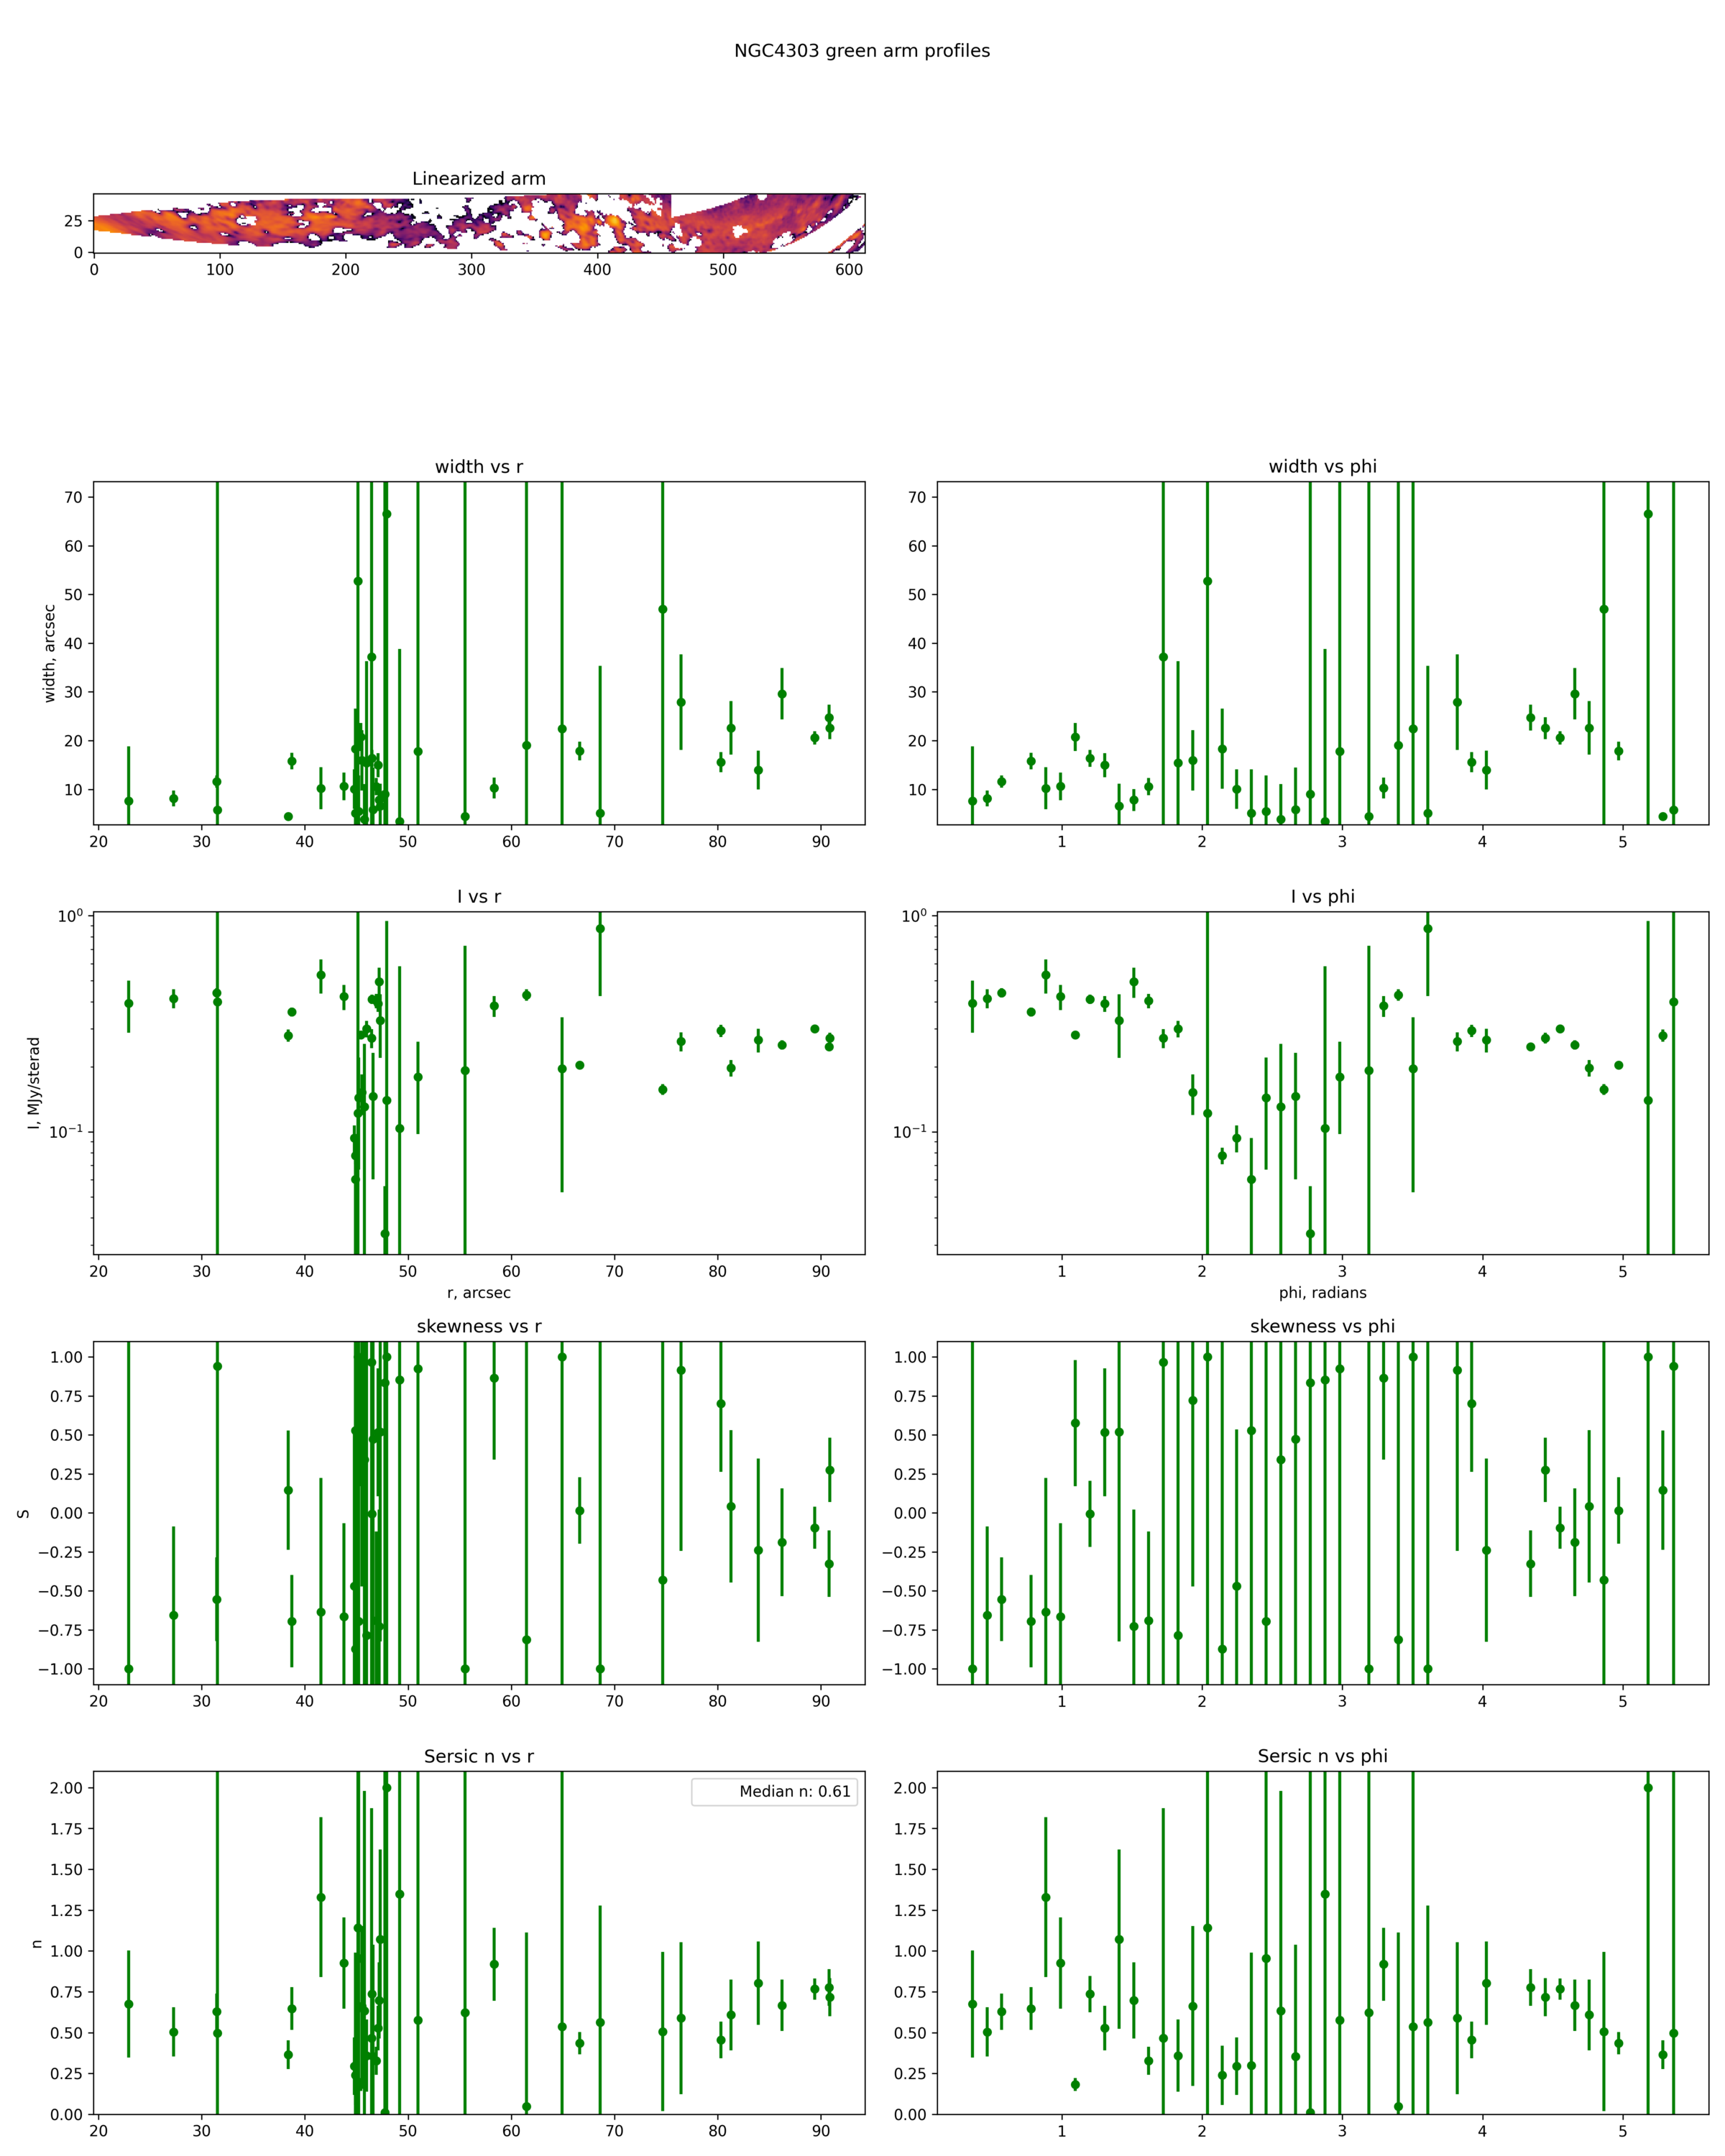 NGC4303 green arm profiles
Linearized arm
25
0
0 100 200 300 400 500 600
width vs r
width vs phi
70
60
50
40
30
20
10
width, arcsec
20 30 40 50 60 70 80 90
70
60
50
40
30
20
10
1 2 3 4 5
I vs r
I vs phi
10⁰
10⁻¹
I, MJy/sterad
20 30 40 50 60 70 80 90
r, arcsec
10⁰
10⁻¹
1 2 3 4 5
phi, radians
skewness vs r
skewness vs phi
1.00
0.75
0.50
0.25
0.00
−0.25
−0.50
−0.75
−1.00
S
20 30 40 50 60 70 80 90
1.00
0.75
0.50
0.25
0.00
−0.25
−0.50
−0.75
−1.00
1 2 3 4 5
Sersic n vs r
Sersic n vs phi
Median n: 0.61
2.00
1.75
1.50
1.25
1.00
0.75
0.50
0.25
0.00
n
20 30 40 50 60 70 80 90
2.00
1.75
1.50
1.25
1.00
0.75
0.50
0.25
0.00
1 2 3 4 5